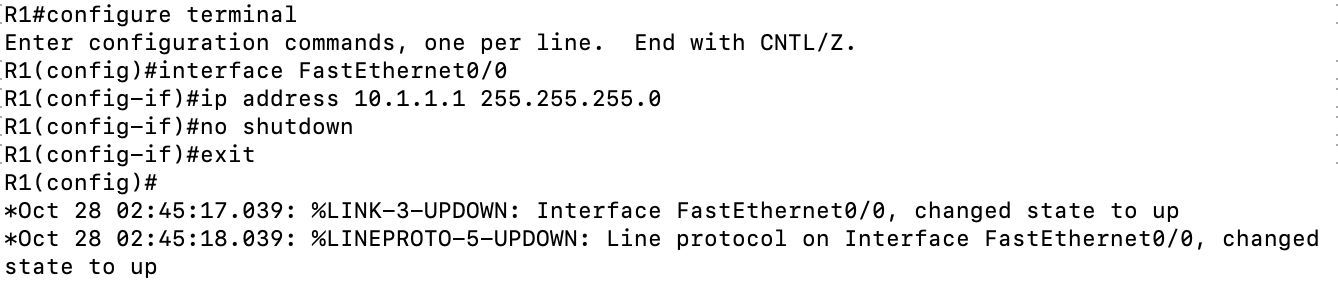 R1#configure terminal
Enter configuration commands, one per line.  End with CNTL/Z.
R1(config)#interface FastEthernet0/0
R1(config-if)#ip address 10.1.1.1 255.255.255.0
R1(config-if)#no shutdown
R1(config-if)#exit
R1(config)#
*Oct 28 02:45:17.039: %LINK-3-UPDOWN: Interface FastEthernet0/0, changed state to up
*Oct 28 02:45:18.039: %LINEPROTO-5-UPDOWN: Line protocol on Interface FastEthernet0/0, changed
state to up